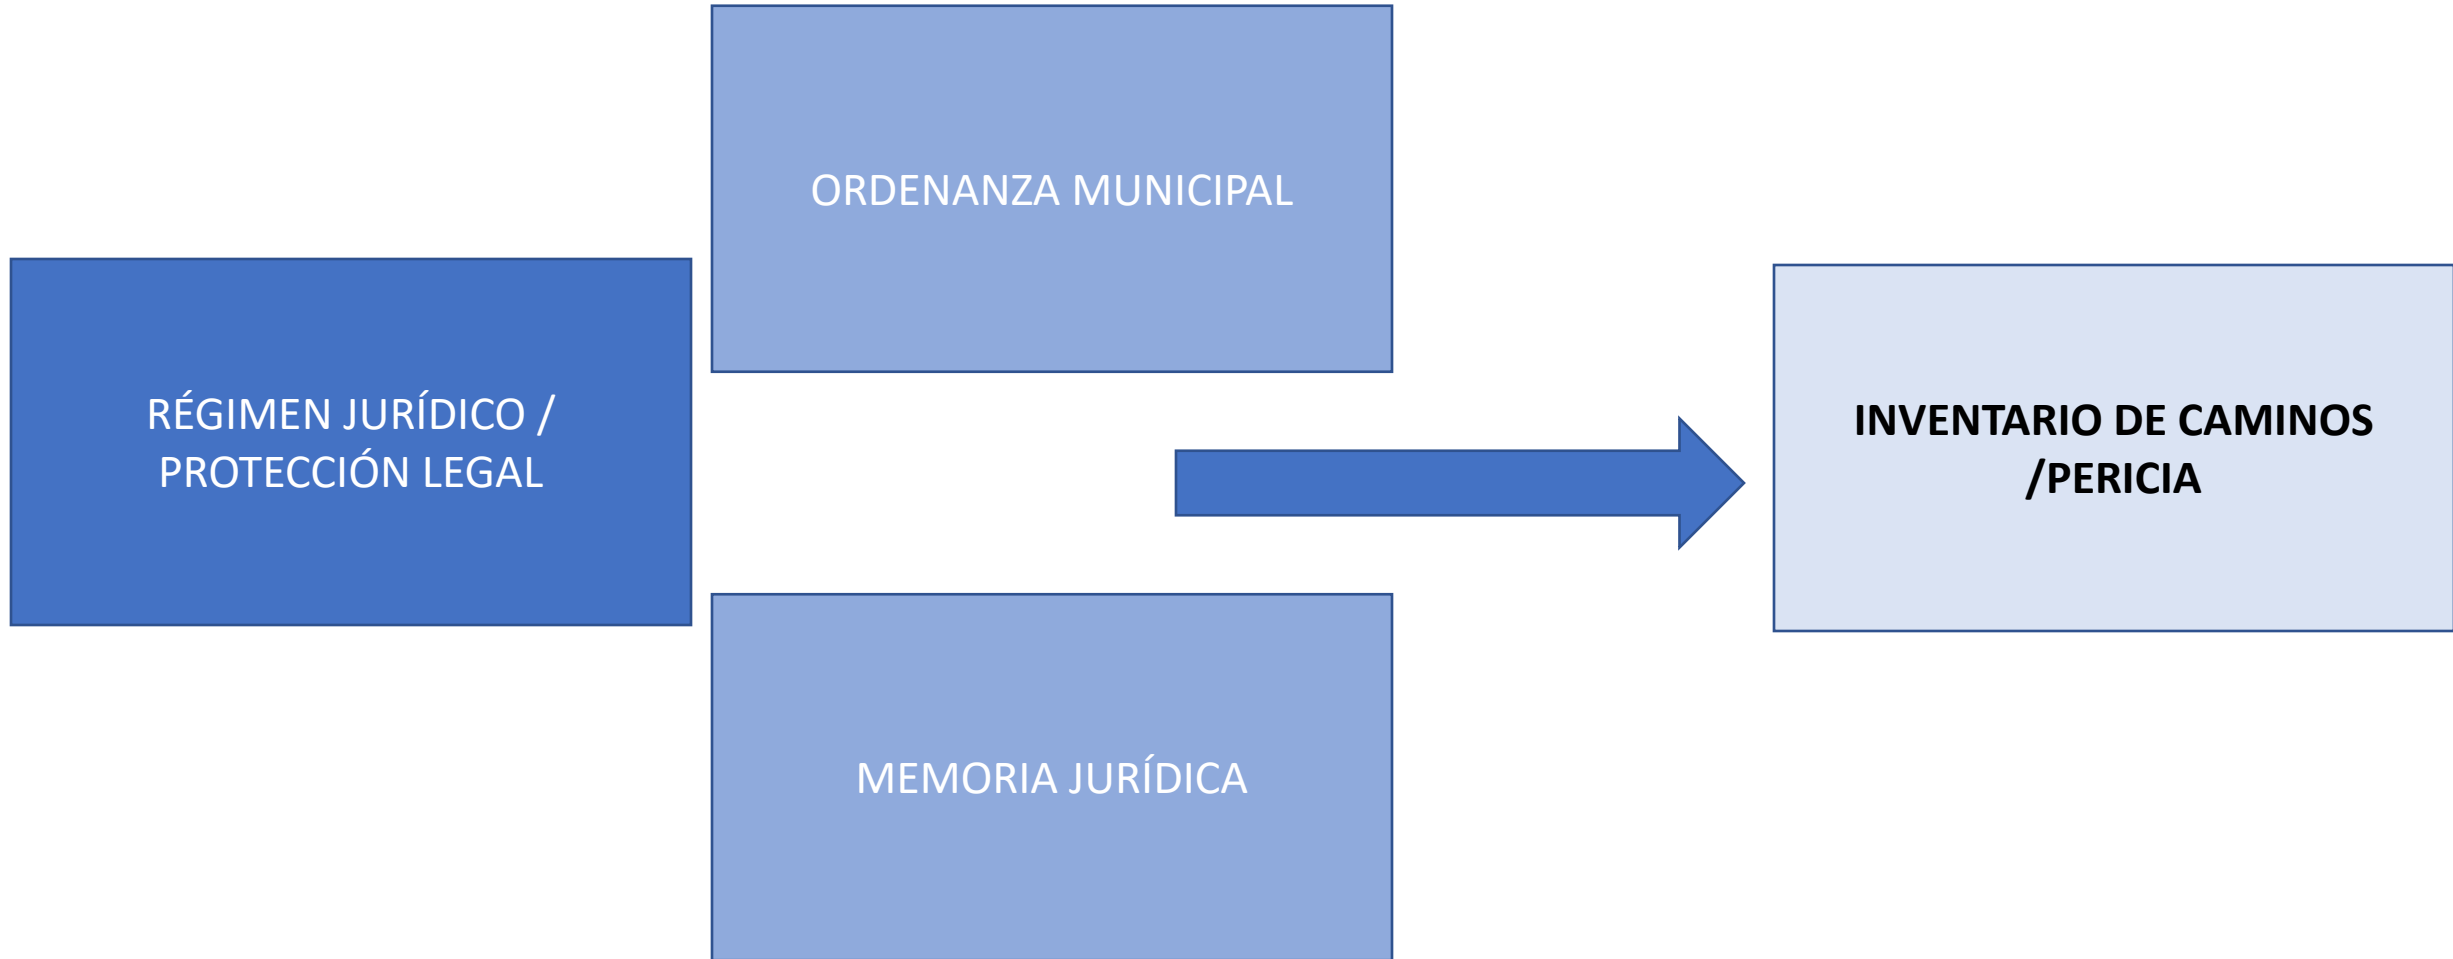 ORDENANZA MUNICIPAL
RÉGIMEN JURÍDICO /
PROTECCIÓN LEGAL
INVENTARIO DE CAMINOS
/PERICIA
MEMORIA JURÍDICA